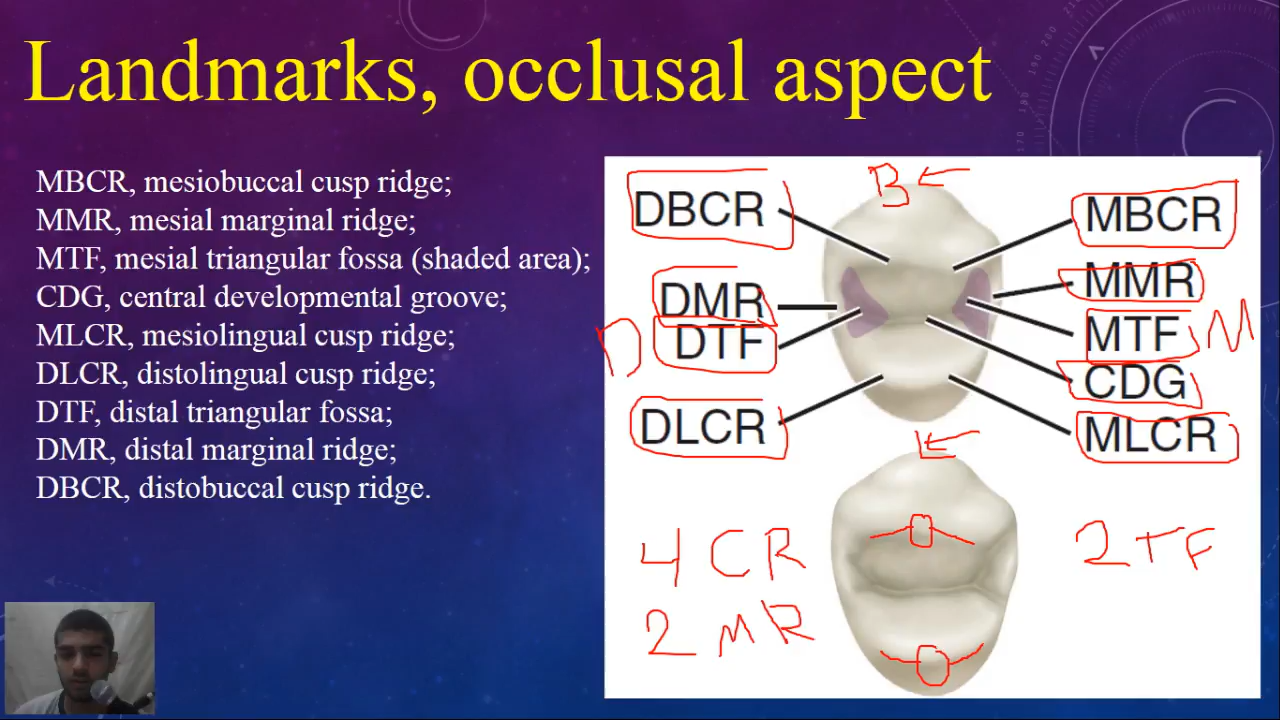 Landmarks, occlusal aspect
MBCR, mesiobuccal cusp ridge;
MMR, mesial marginal ridge;
MTF, mesial triangular fossa (shaded area);
CDG, central developmental groove;
MLCR, mesiolingual cusp ridge;
DLCR, distolingual cusp ridge;
DTF, distal triangular fossa;
DMR, distal marginal ridge;
DBCR, distobuccal cusp ridge.
B
DBCR
MBCR
DMR
MMR
D
DTF
MTF
M
CDG
DLCR
MLCR
L
4 CR
2 TF
2 MR